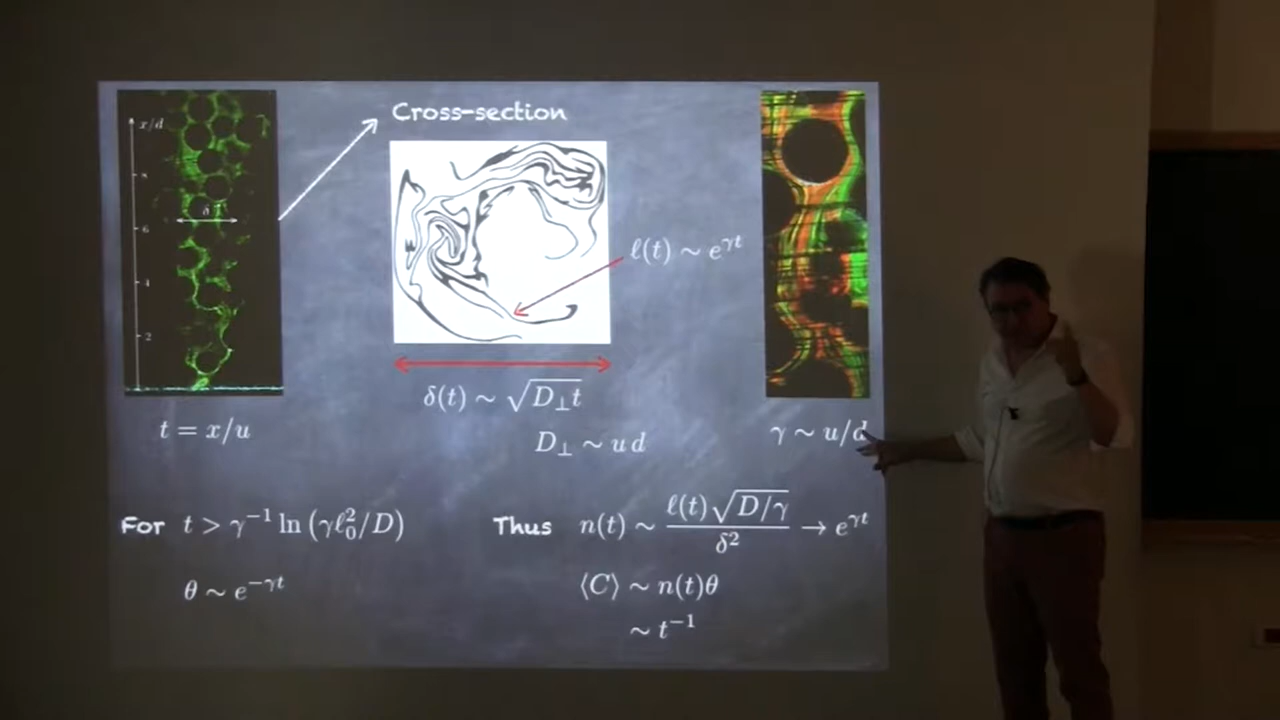 Cross-section
x/d
8
δ
6
4
2
ℓ(t) ∼ e^{γt}
δ(t) ∼ √(D⊥t)
t = x/u
D⊥ ∼ u d
γ ∼ u/d
For t > γ⁻¹ ln (γℓ₀²/D)
Thus n(t) ∼ ℓ(t)√(D/γ) / δ² → e^{γt}
θ ∼ e^{−γt}
⟨C⟩ ∼ n(t)θ
∼ t⁻¹